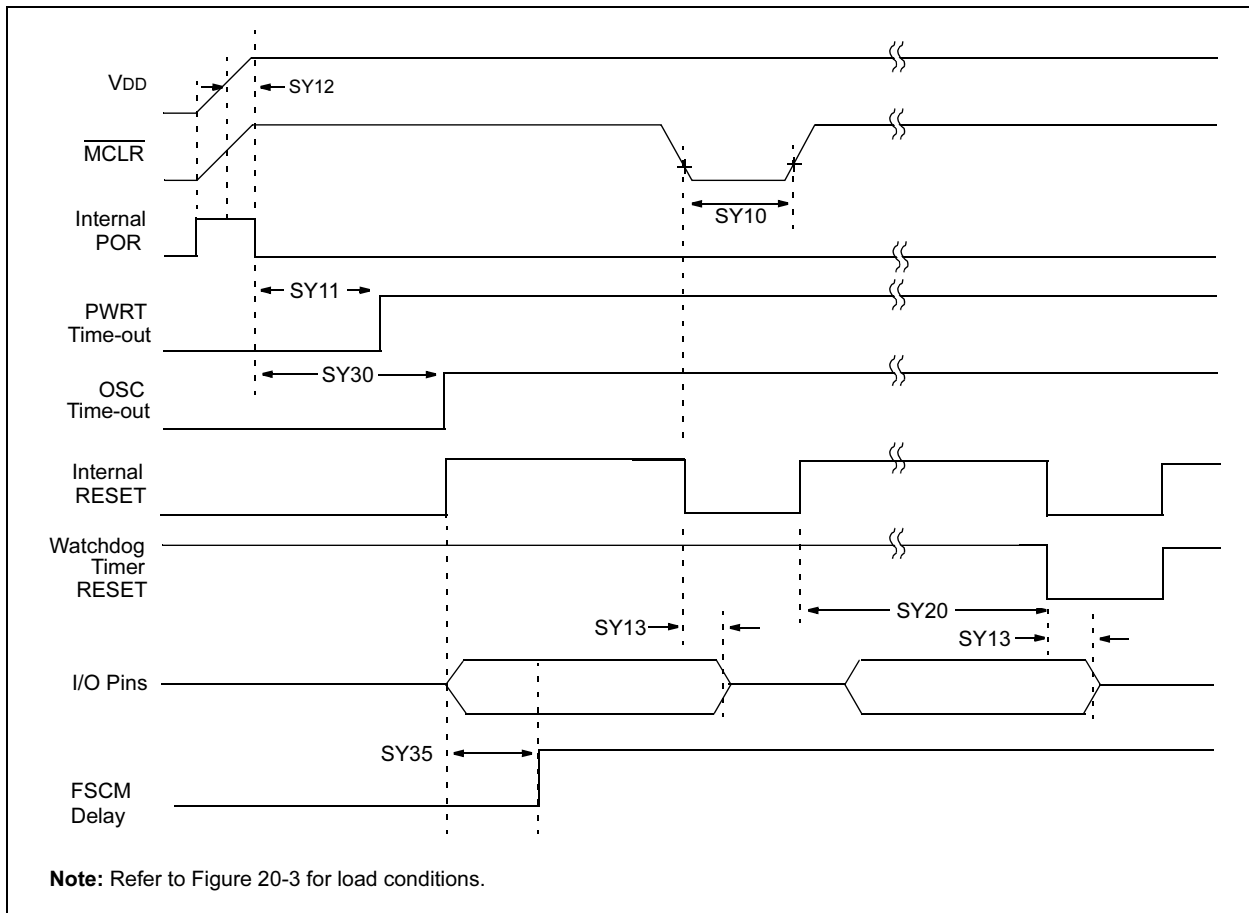 VDD
SY12
MCLR
SY10
Internal
POR
SY11
PWRT
Time-out
SY30
OSC
Time-out
Internal
RESET
Watchdog
Timer
RESET
SY20
SY13
SY13
I/O Pins
SY35
FSCM
Delay
Note: Refer to Figure 20-3 for load conditions.